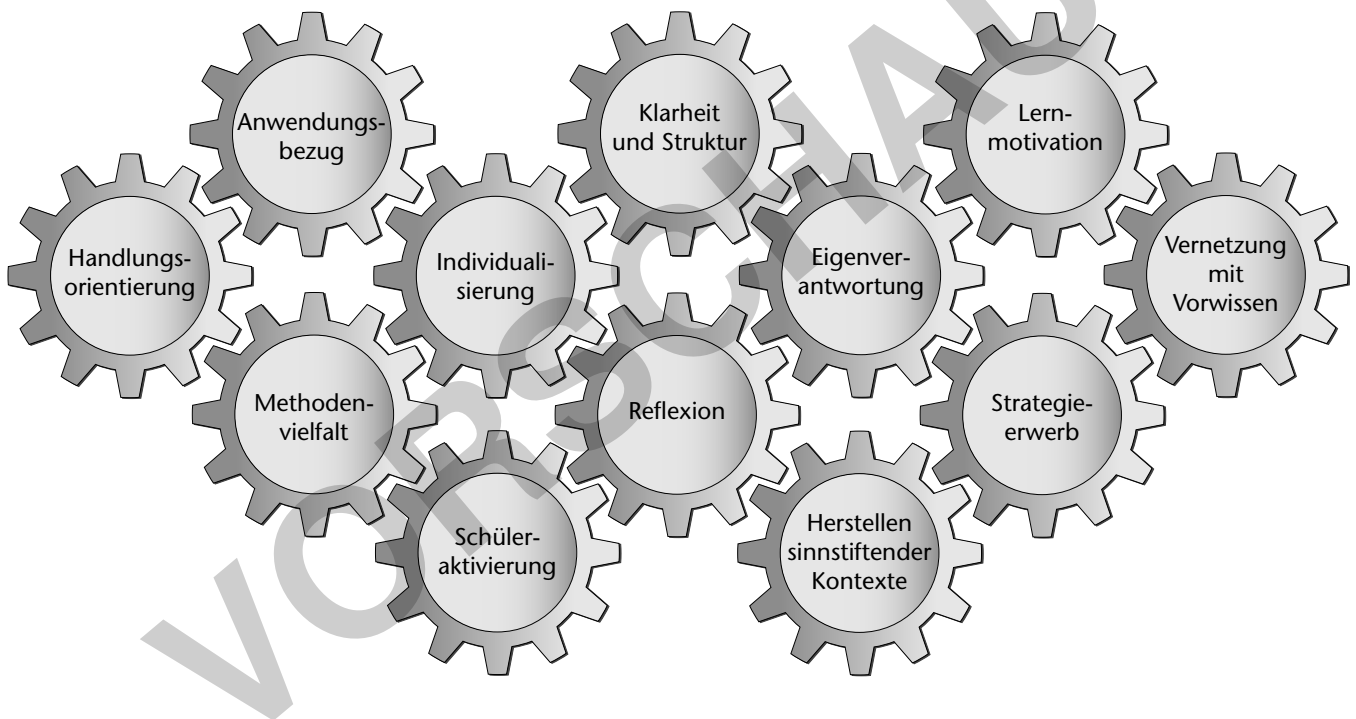 Anwendungs-
bezug
Klarheit
und Struktur
Lern-
motivation
Handlungs-
orientierung
Individuali-
sierung
Eigenver-
antwortung
Vernetzung
mit
Vorwissen
Methoden-
vielfalt
Reflexion
Strategie-
erwerb
Schüler-
aktivierung
Herstellen
sinnstiftender
Kontexte
VORSCHAU